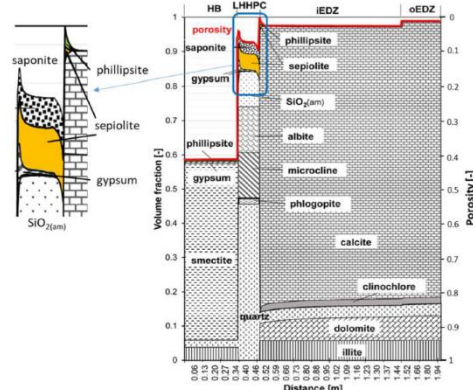 saponite
phillipsite
sepiolite
gypsum
SiO2(am)
HB LHHPC iEDZ oEDZ
porosity
saponite
gypsum
phillipsite
sepiolite
SiO2(am)
albite
microcline
phlogopite
phillipsite
gypsum
smectite
quartz
calcite
clinochlore
dolomite
illite
Volume fraction [-]
1
0.9
0.8
0.7
0.6
0.5
0.4
0.3
0.2
0.1
0
Porosity [-]
0
0.1
0.2
0.3
0.4
0.5
0.6
0.7
0.8
0.9
1
0.06 0.13 0.20 0.27 0.34 0.40 0.46 0.52 0.59 0.66 0.73 0.80 0.88 0.95 1.02 1.09 1.16 1.23 1.30 1.37 1.44 1.52 1.66 1.80 1.94
Distance [m]